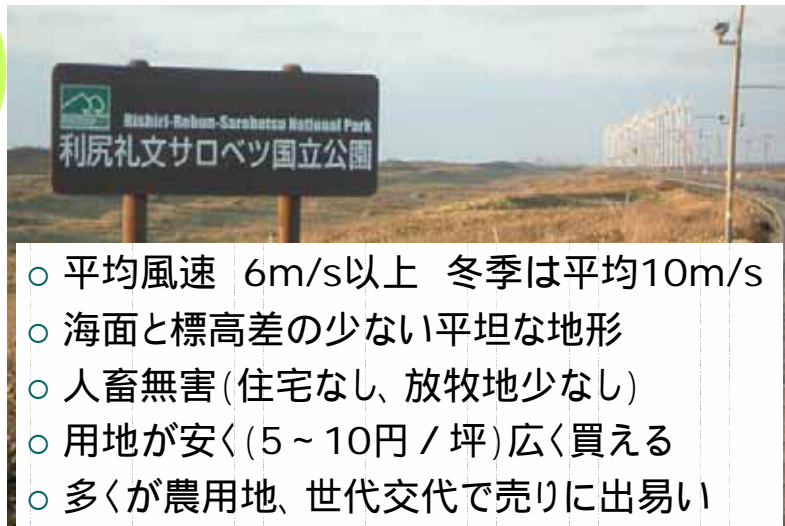 Rishiri-Rebun-Sarobetsu National Park
利尻礼文サロベツ国立公園
平均風速 6m/s以上 冬季は平均10m/s
海面と標高差の少ない平坦な地形
人畜無害(住宅なし、放牧地少なし)
用地が安く(5~10円/坪)広く買える
多くが農用地、世代交代で売りに出易い